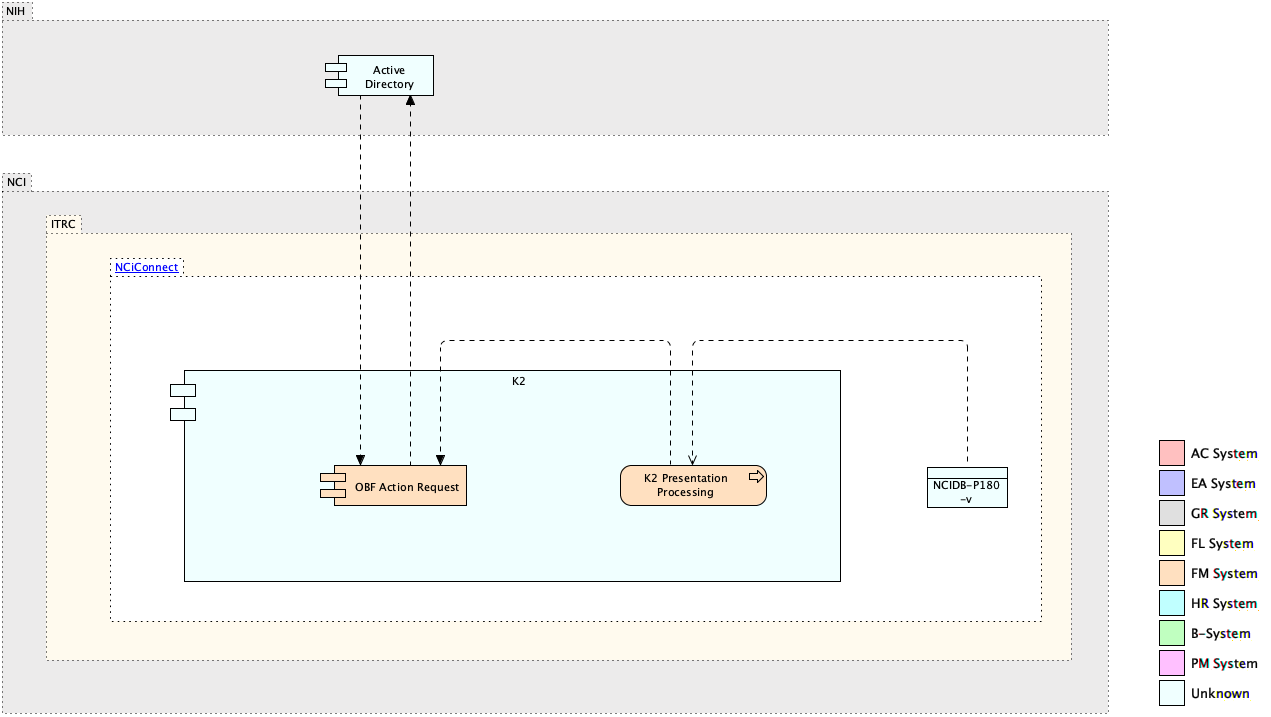 NIH
Active
Directory
NCI
ITRC
NCiConnect
K2
OBF Action Request
K2 Presentation
Processing
NCIDB-P180
-v
AC System
EA System
GR System
FL System
FM System
HR System
B-System
PM System
Unknown